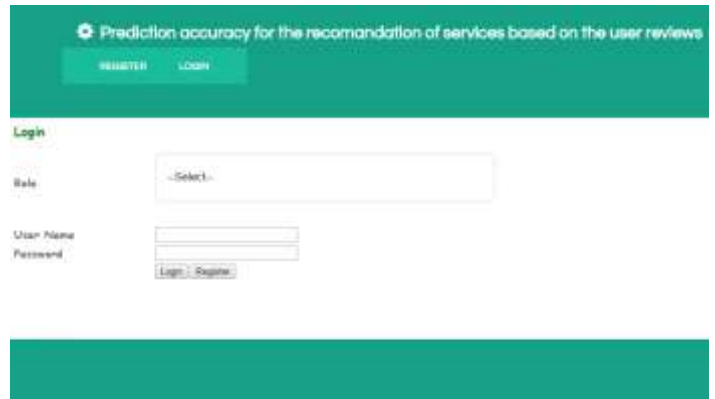 Prediction accuracy for the recomandation of services based on the user reviews
REGISTER LOGIN
Login
Role --Select--
User Name
Password
Login Register